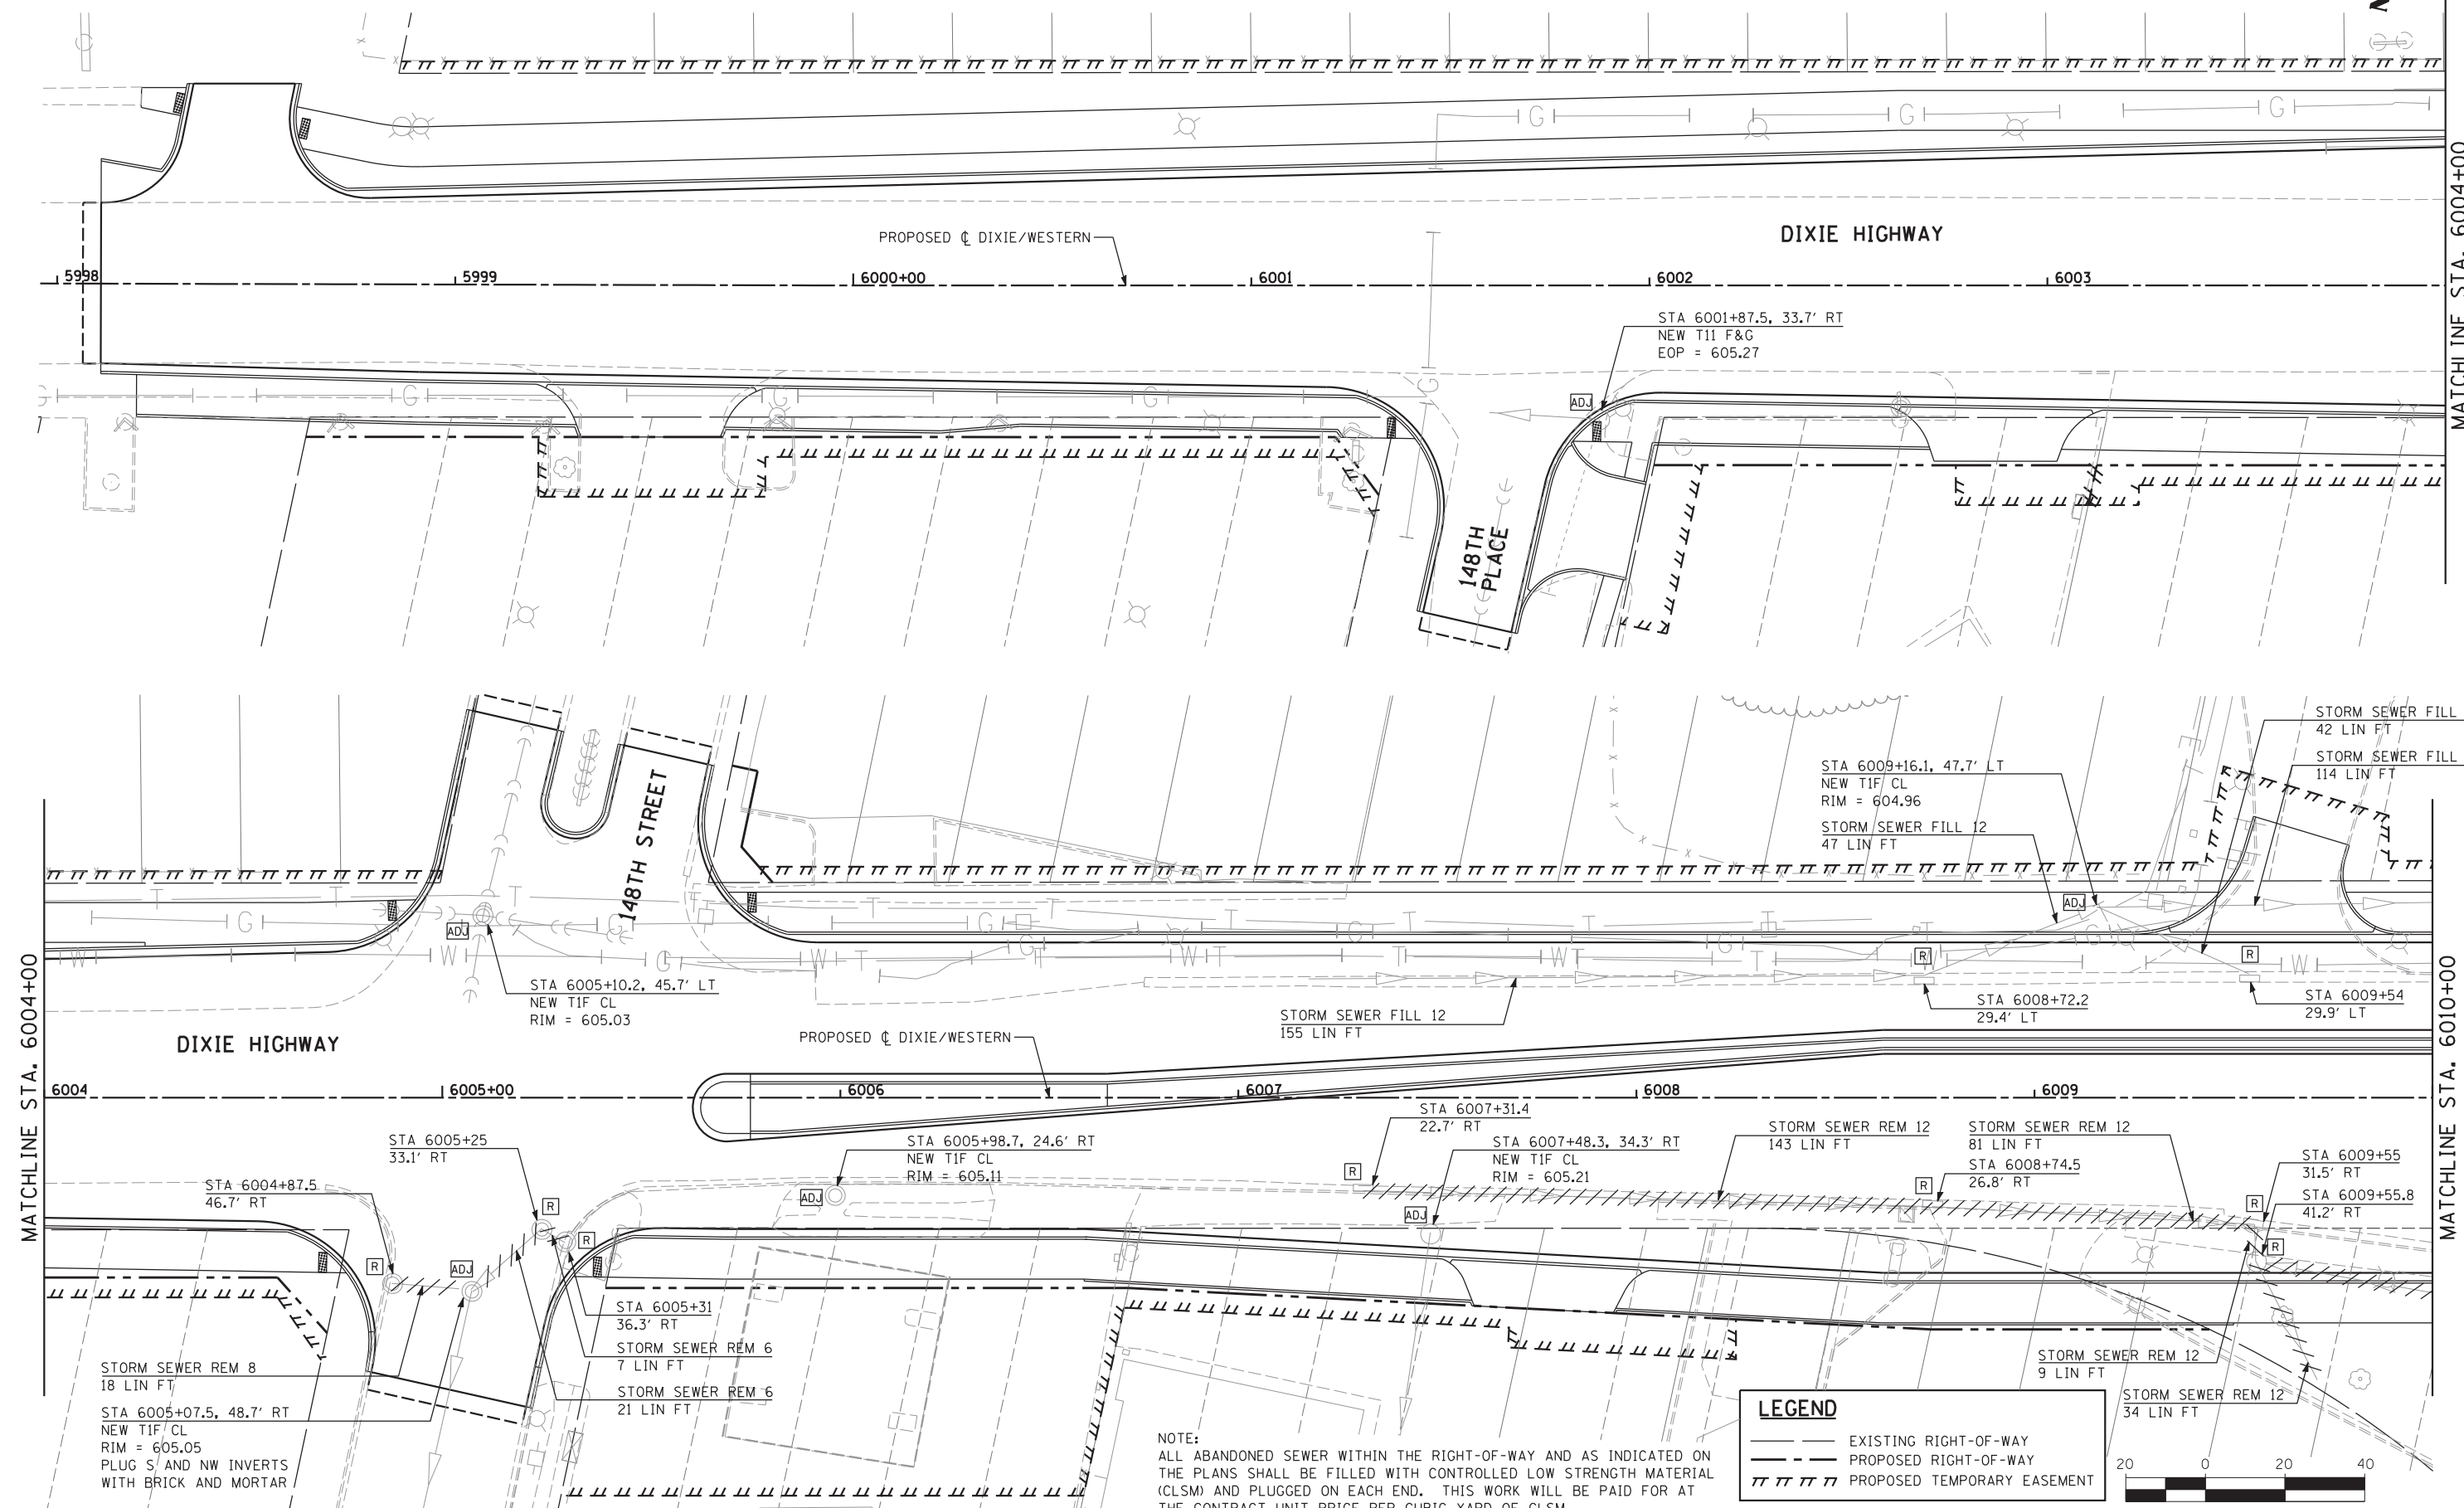 5998
5999
6000+00
6001
6002
6003
PROPOSED ℄ DIXIE/WESTERN
DIXIE HIGHWAY
STA 6001+87.5, 33.7' RT
NEW T11 F&G
EOP = 605.27
ADJ
G
G
G
G
G
G
G
G
148TH
PLACE
MATCHLINE STA. 6004+00
MATCHLINE STA. 6004+00
148TH STREET
ADJ
STA 6005+10.2, 45.7' LT
NEW T1F CL
RIM = 605.03
STA 6009+16.1, 47.7' LT
NEW T1F CL
RIM = 604.96
STORM SEWER FILL 12
47 LIN FT
STORM SEWER FILL
42 LIN FT
STORM SEWER FILL
114 LIN FT
ADJ
R
R
STORM SEWER FILL 12
155 LIN FT
STA 6008+72.2
29.4' LT
STA 6009+54
29.9' LT
DIXIE HIGHWAY
PROPOSED ℄ DIXIE/WESTERN
6004
6005+00
6006
6007
6008
6009
MATCHLINE STA. 6010+00
STA 6005+25
33.1' RT
STA 6004+87.5
46.7' RT
STA 6005+98.7, 24.6' RT
NEW T1F CL
RIM = 605.11
ADJ
STA 6007+31.4
22.7' RT
R
STA 6007+48.3, 34.3' RT
NEW T1F CL
RIM = 605.21
ADJ
STORM SEWER REM 12
143 LIN FT
STORM SEWER REM 12
81 LIN FT
STA 6008+74.5
26.8' RT
R
STA 6009+55
31.5' RT
STA 6009+55.8
41.2' RT
R
R
R
R
R
ADJ
STA 6005+31
36.3' RT
STORM SEWER REM 6
7 LIN FT
STORM SEWER REM 6
21 LIN FT
STORM SEWER REM 8
18 LIN FT
STA 6005+07.5, 48.7' RT
NEW T1F CL
RIM = 605.05
PLUG S AND NW INVERTS
WITH BRICK AND MORTAR
STORM SEWER REM 12
9 LIN FT
STORM SEWER REM 12
34 LIN FT
NOTE:
ALL ABANDONED SEWER WITHIN THE RIGHT-OF-WAY AND AS INDICATED ON
THE PLANS SHALL BE FILLED WITH CONTROLLED LOW STRENGTH MATERIAL
(CLSM) AND PLUGGED ON EACH END. THIS WORK WILL BE PAID FOR AT
THE CONTRACT UNIT PRICE PER CUBIC YARD OF CLSM
LEGEND
EXISTING RIGHT-OF-WAY
PROPOSED RIGHT-OF-WAY
PROPOSED TEMPORARY EASEMENT
20 0 20 40